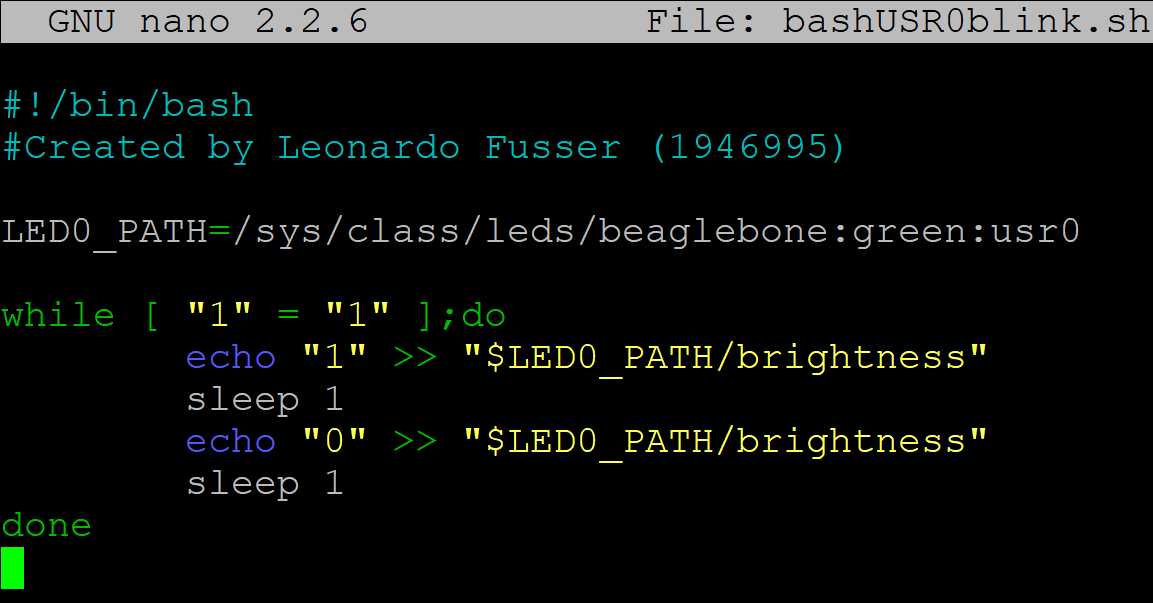 GNU nano 2.2.6 File: bashUSR0blink.sh
#!/bin/bash
#Created by Leonardo Fusser (1946995)
LED0_PATH=/sys/class/leds/beaglebone:green:usr0
while [ "1" = "1" ];do
echo "1" >> "$LED0_PATH/brightness"
sleep 1
echo "0" >> "$LED0_PATH/brightness"
sleep 1
done